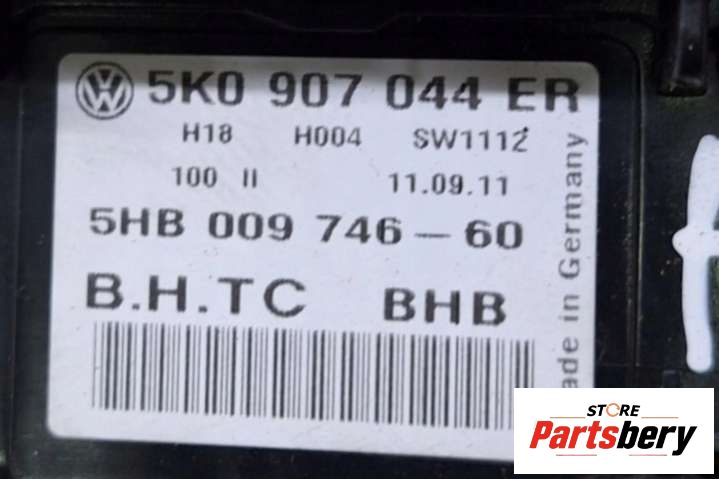 5K0 907 044 ER
H18 H004 SW1112
100 II 11.09.11
5HB 009 746-60
B.H.TC BHB
ade in Germany
STORE
Partsbery